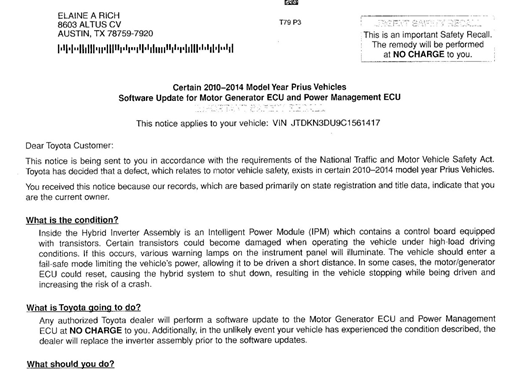 ELAINE A RICH
8603 ALTUS CV
AUSTIN, TX 78759-7920
T79 P3
URGENT SAFETY RECALL
This is an important Safety Recall.
The remedy will be performed
at NO CHARGE to you.
Certain 2010–2014 Model Year Prius Vehicles
Software Update for Motor Generator ECU and Power Management ECU
IMPORTANT SAFETY RECALL
This notice applies to your vehicle: VIN JTDKN3DU9C1561417
Dear Toyota Customer:
This notice is being sent to you in accordance with the requirements of the National Traffic and Motor Vehicle Safety Act.
Toyota has decided that a defect, which relates to motor vehicle safety, exists in certain 2010–2014 model year Prius Vehicles.
You received this notice because our records, which are based primarily on state registration and title data, indicate that you
are the current owner.
What is the condition?
Inside the Hybrid Inverter Assembly is an Intelligent Power Module (IPM) which contains a control board equipped
with transistors. Certain transistors could become damaged when operating the vehicle under high-load driving
conditions. If this occurs, various warning lamps on the instrument panel will illuminate. The vehicle should enter a
fail-safe mode limiting the vehicle's power, allowing it to be driven a short distance. In some cases, the motor/generator
ECU could reset, causing the hybrid system to shut down, resulting in the vehicle stopping while being driven and
increasing the risk of a crash.
What is Toyota going to do?
Any authorized Toyota dealer will perform a software update to the Motor Generator ECU and Power Management
ECU at NO CHARGE to you. Additionally, in the unlikely event your vehicle has experienced the condition described, the
dealer will replace the inverter assembly prior to the software updates.
What should you do?